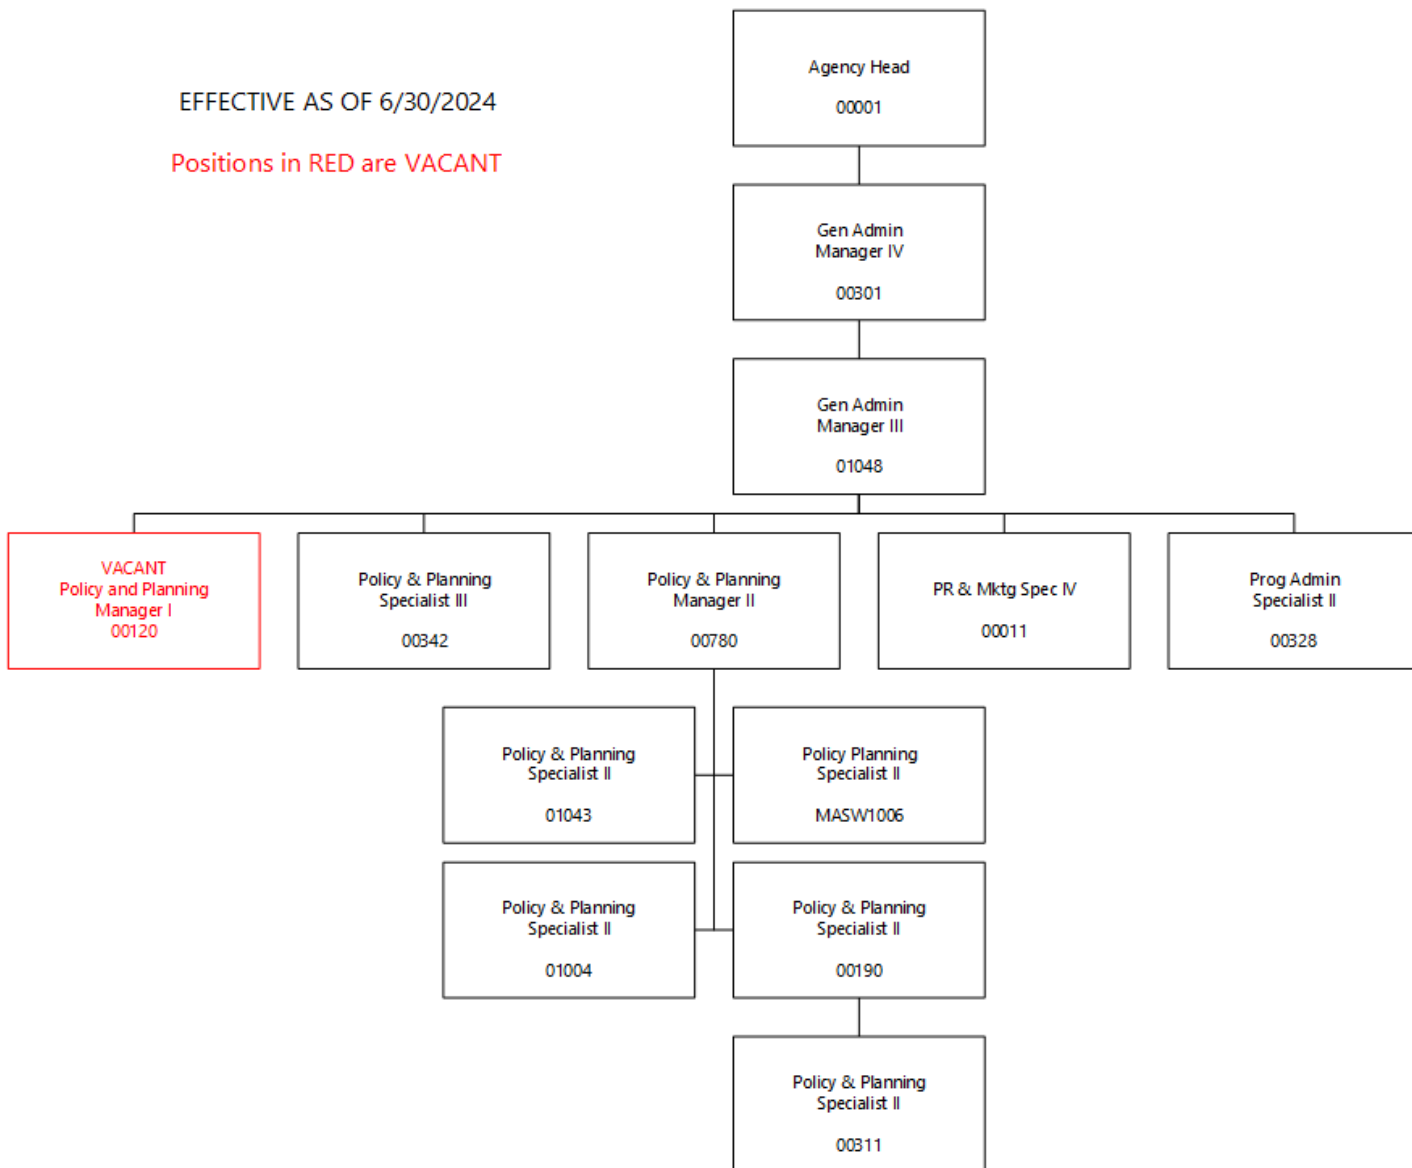 EFFECTIVE AS OF 6/30/2024
Positions in RED are VACANT
Agency Head
00001
Gen Admin
Manager IV
00301
Gen Admin
Manager III
01048
VACANT
Policy and Planning
Manager I
00120
Policy & Planning
Specialist III
00342
Policy & Planning
Manager II
00780
PR & Mktg Spec IV
00011
Prog Admin
Specialist II
00328
Policy & Planning
Specialist II
01043
Policy Planning
Specialist II
MASW1006
Policy & Planning
Specialist II
01004
Policy & Planning
Specialist II
00190
Policy & Planning
Specialist II
00311